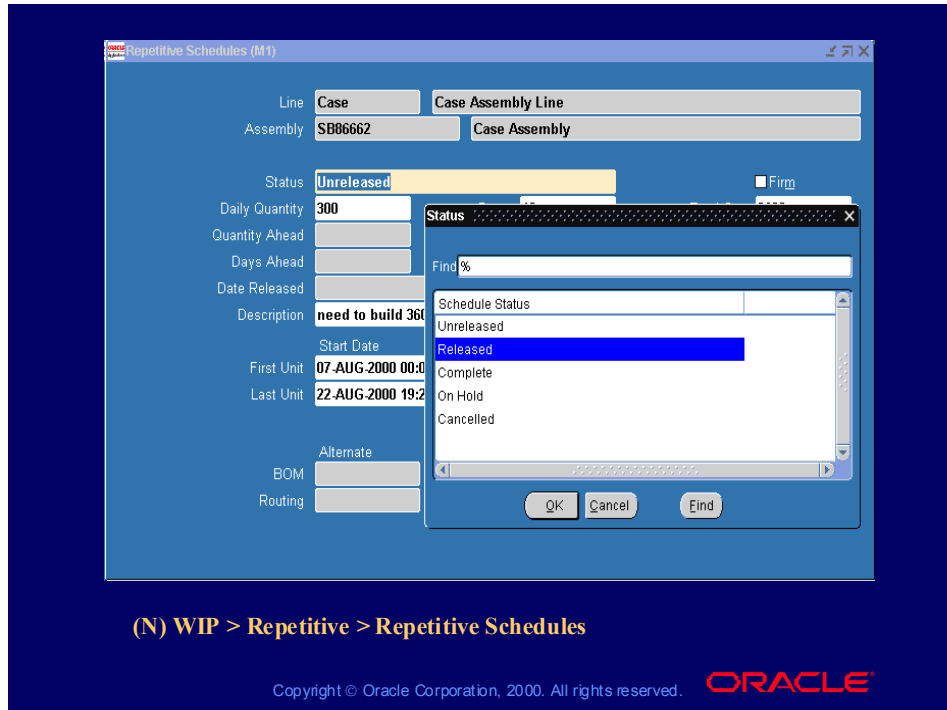 Repetitive Schedules (M1)
Line Case Case Assembly Line
Assembly SB86662 Case Assembly
Status Unreleased Firm
Daily Quantity 300
Quantity Ahead
Days Ahead
Date Released
Description need to build 360
Start Date
First Unit 07-AUG-2000 00:0
Last Unit 22-AUG-2000 19:2
Alternate
BOM
Routing
Status
Find %
Schedule Status
Unreleased
Released
Complete
On Hold
Cancelled
OK Cancel Find
(N) WIP > Repetitive > Repetitive Schedules
Copyright © Oracle Corporation, 2000. All rights reserved. ORACLE